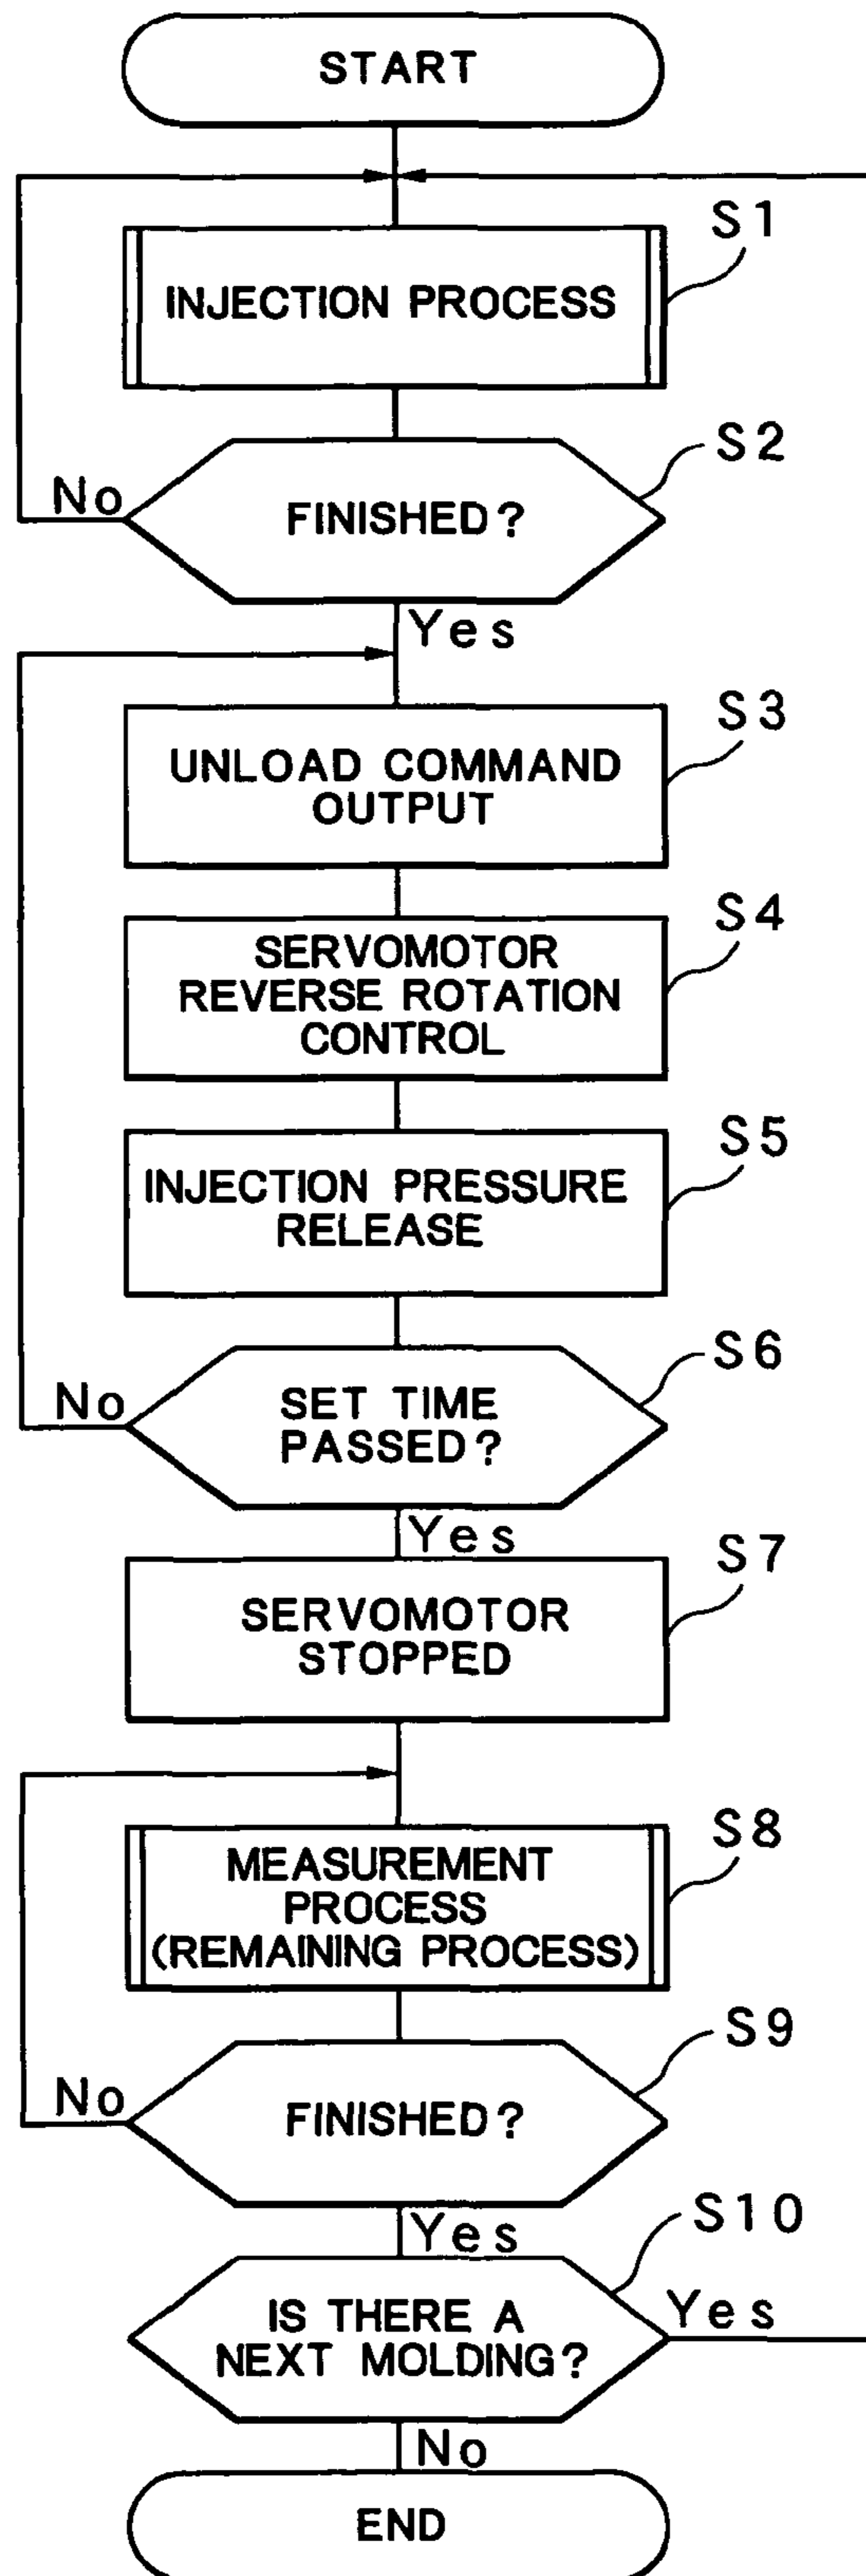 START
S1
INJECTION PROCESS
S2
No
FINISHED?
Yes
S3
UNLOAD COMMAND
OUTPUT
S4
SERVOMOTOR
REVERSE ROTATION
CONTROL
S5
INJECTION PRESSURE
RELEASE
S6
No
SET TIME
PASSED?
Yes
S7
SERVOMOTOR
STOPPED
S8
MEASUREMENT
PROCESS
(REMAINING PROCESS)
S9
No
FINISHED?
Yes
S10
IS THERE A
NEXT MOLDING?
Yes
No
END